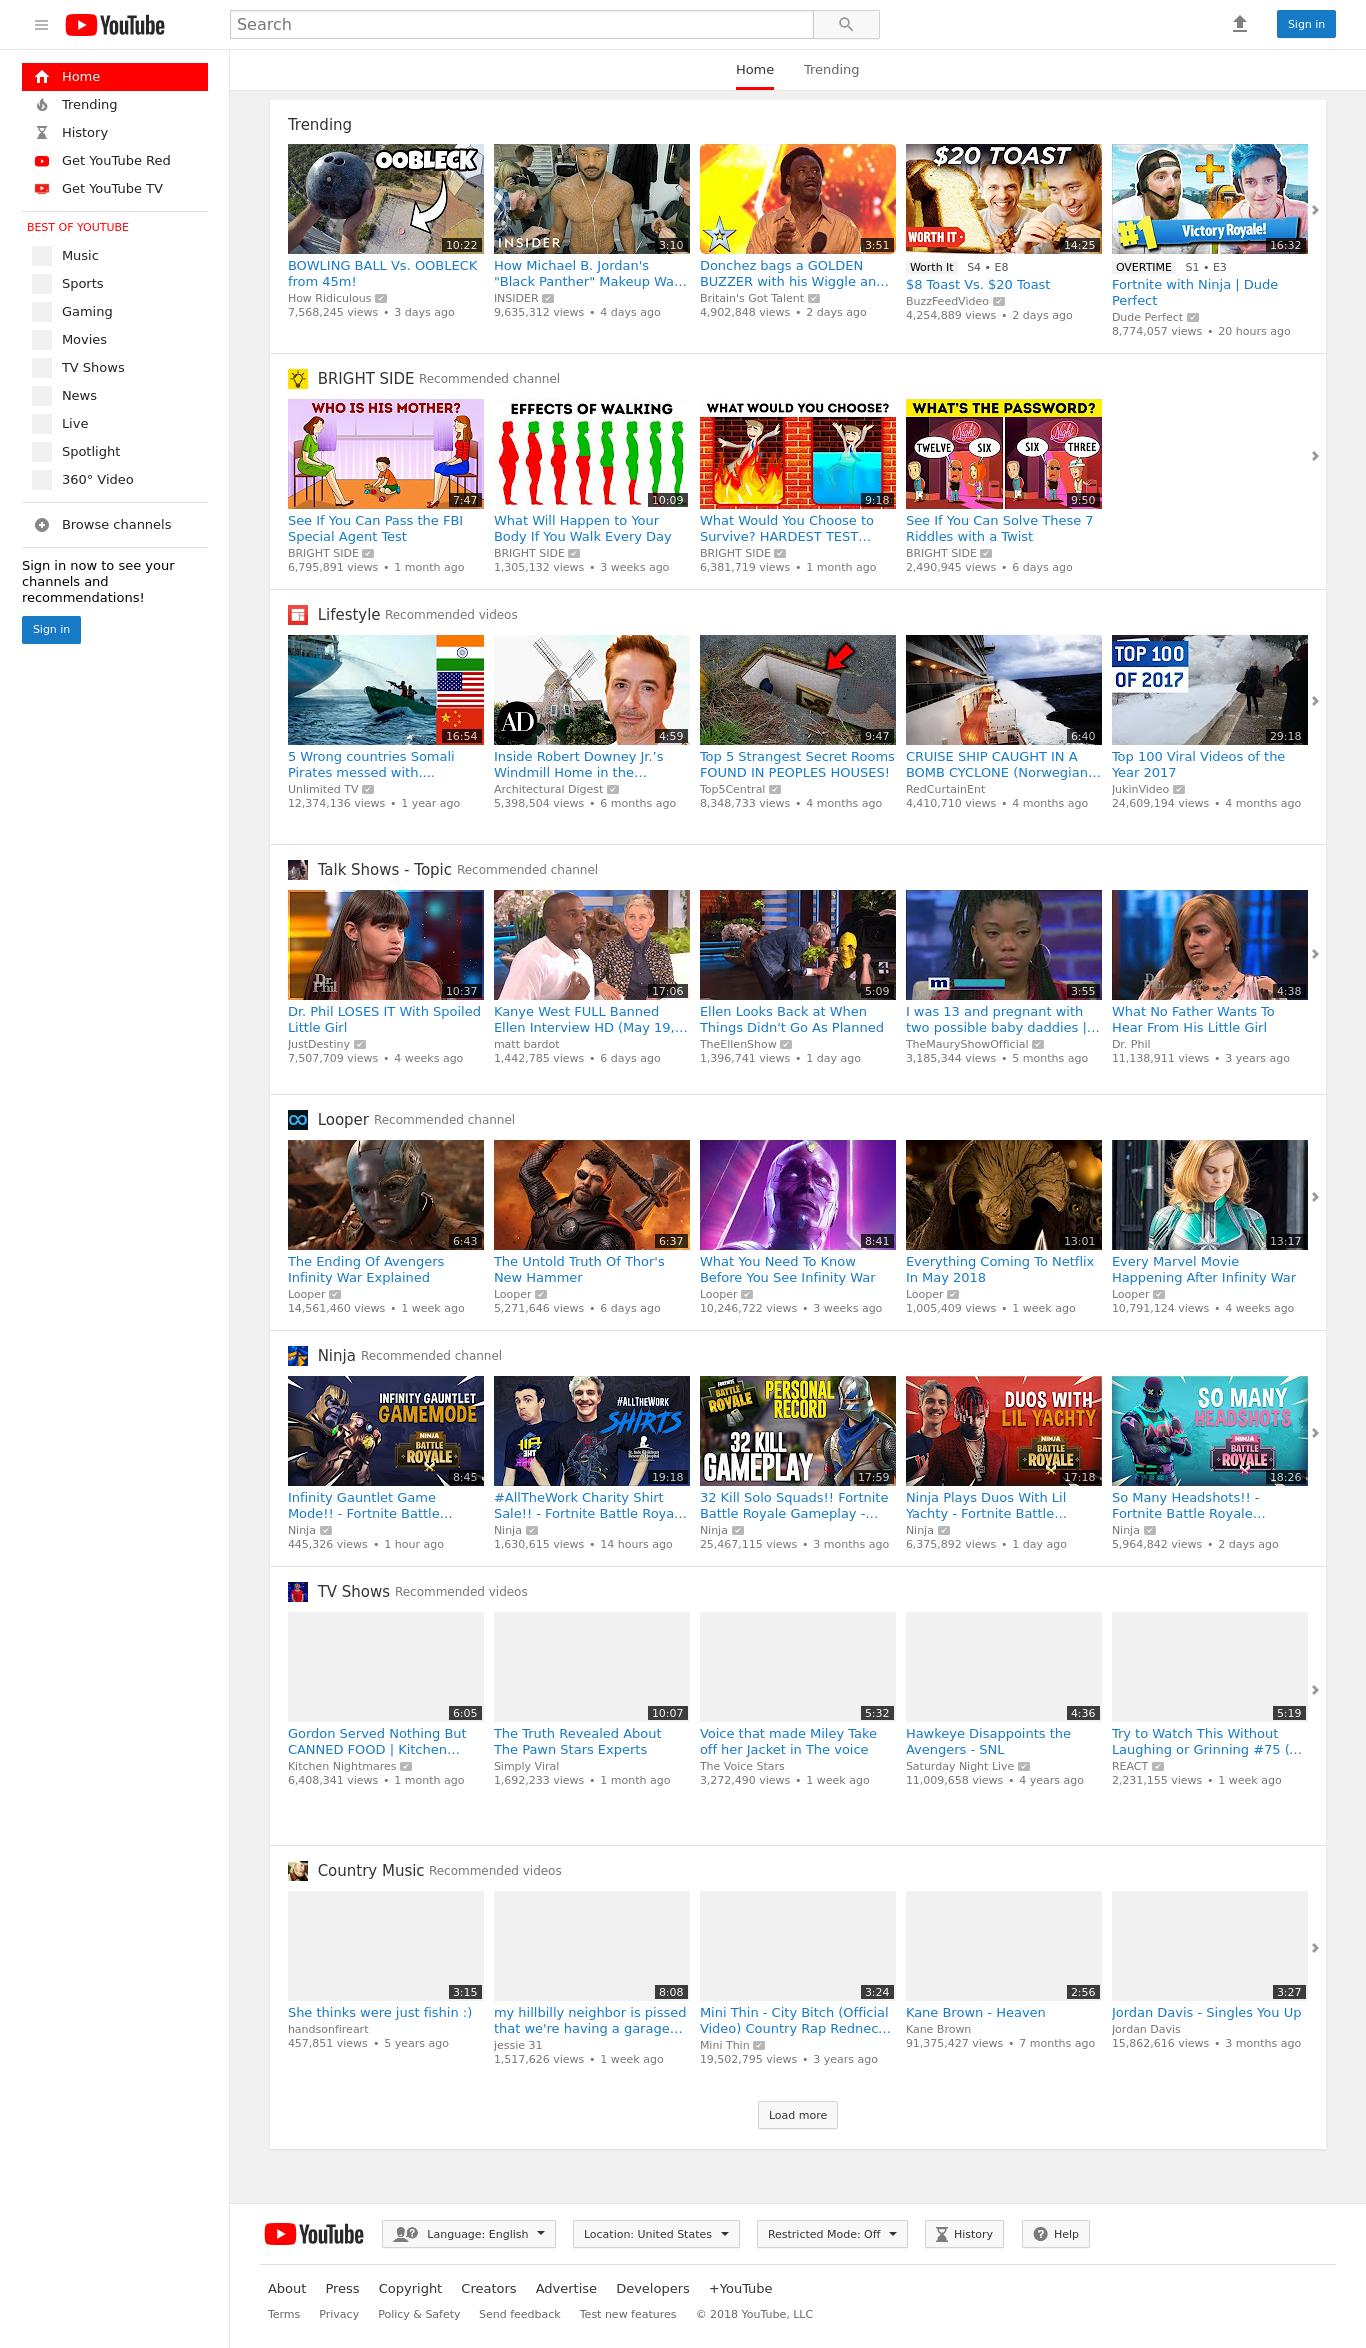 YouTube
Search
Sign in
Home
Trending
History
Get YouTube Red
Get YouTube TV
BEST OF YOUTUBE
Music
Sports
Gaming
Movies
TV Shows
News
Live
Spotlight
360° Video
Browse channels
Sign in now to see your
channels and
recommendations!
Sign in
Home Trending
Trending
OOBLECK
10:22
BOWLING BALL Vs. OOBLECK
from 45m!
How Ridiculous
7,568,245 views • 3 days ago
INSIDER
3:10
How Michael B. Jordan's
"Black Panther" Makeup Wa...
INSIDER
9,635,312 views • 4 days ago
3:51
Donchez bags a GOLDEN
BUZZER with his Wiggle an...
Britain's Got Talent
4,902,848 views • 2 days ago
$20 TOAST
WORTH IT
14:25
Worth It S4 • E8
$8 Toast Vs. $20 Toast
BuzzFeedVideo
4,254,889 views • 2 days ago
#1 Victory Royale!
16:32
OVERTIME S1 • E3
Fortnite with Ninja | Dude
Perfect
Dude Perfect
8,774,057 views • 20 hours ago
BRIGHT SIDE Recommended channel
WHO IS HIS MOTHER?
7:47
See If You Can Pass the FBI
Special Agent Test
BRIGHT SIDE
6,795,891 views • 1 month ago
EFFECTS OF WALKING
10:09
What Will Happen to Your
Body If You Walk Every Day
BRIGHT SIDE
1,305,132 views • 3 weeks ago
WHAT WOULD YOU CHOOSE?
9:18
What Would You Choose to
Survive? HARDEST TEST...
BRIGHT SIDE
6,381,719 views • 1 month ago
WHAT'S THE PASSWORD?
Night Night
TWELVE SIX SIX THREE
9:50
See If You Can Solve These 7
Riddles with a Twist
BRIGHT SIDE
2,490,945 views • 6 days ago
Lifestyle Recommended videos
16:54
5 Wrong countries Somali
Pirates messed with....
Unlimited TV
12,374,136 views • 1 year ago
AD
4:59
Inside Robert Downey Jr.'s
Windmill Home in the...
Architectural Digest
5,398,504 views • 6 months ago
9:47
Top 5 Strangest Secret Rooms
FOUND IN PEOPLES HOUSES!
Top5Central
8,348,733 views • 4 months ago
6:40
CRUISE SHIP CAUGHT IN A
BOMB CYCLONE (Norwegian...
RedCurtainEnt
4,410,710 views • 4 months ago
TOP 100
OF 2017
29:18
Top 100 Viral Videos of the
Year 2017
JukinVideo
24,609,194 views • 4 months ago
Talk Shows - Topic Recommended channel
Dr.
Phil
10:37
Dr. Phil LOSES IT With Spoiled
Little Girl
JustDestiny
7,507,709 views • 4 weeks ago
17:06
Kanye West FULL Banned
Ellen Interview HD (May 19,...
matt bardot
1,442,785 views • 6 days ago
5:09
Ellen Looks Back at When
Things Didn't Go As Planned
TheEllenShow
1,396,741 views • 1 day ago
m
3:55
I was 13 and pregnant with
two possible baby daddies |...
TheMauryShowOfficial
3,185,344 views • 5 months ago
Dr.
Phil
4:38
What No Father Wants To
Hear From His Little Girl
Dr. Phil
11,138,911 views • 3 years ago
Looper Recommended channel
6:43
The Ending Of Avengers
Infinity War Explained
Looper
14,561,460 views • 1 week ago
6:37
The Untold Truth Of Thor's
New Hammer
Looper
5,271,646 views • 6 days ago
8:41
What You Need To Know
Before You See Infinity War
Looper
10,246,722 views • 3 weeks ago
13:01
Everything Coming To Netflix
In May 2018
Looper
1,005,409 views • 1 week ago
13:17
Every Marvel Movie
Happening After Infinity War
Looper
10,791,124 views • 4 weeks ago
Ninja Recommended channel
INFINITY GAUNTLET
GAMEMODE
NINJA
BATTLE
ROYALE
8:45
Infinity Gauntlet Game
Mode!! - Fortnite Battle...
Ninja
445,326 views • 1 hour ago
#ALLTHEWORK
SHIRTS
19:18
#AllTheWork Charity Shirt
Sale!! - Fortnite Battle Roya...
Ninja
1,630,615 views • 14 hours ago
FORTNITE
BATTLE
ROYALE
PERSONAL
RECORD
32 KILL
GAMEPLAY
17:59
32 Kill Solo Squads!! Fortnite
Battle Royale Gameplay -...
Ninja
25,467,115 views • 3 months ago
DUOS WITH
LIL YACHTY
NINJA
BATTLE
ROYALE
17:18
Ninja Plays Duos With Lil
Yachty - Fortnite Battle...
Ninja
6,375,892 views • 1 day ago
SO MANY
HEADSHOTS
NINJA
BATTLE
ROYALE
18:26
So Many Headshots!! -
Fortnite Battle Royale...
Ninja
5,964,842 views • 2 days ago
TV Shows Recommended videos
6:05
Gordon Served Nothing But
CANNED FOOD | Kitchen...
Kitchen Nightmares
6,408,341 views • 1 month ago
10:07
The Truth Revealed About
The Pawn Stars Experts
Simply Viral
1,692,233 views • 1 month ago
5:32
Voice that made Miley Take
off her Jacket in The voice
The Voice Stars
3,272,490 views • 1 week ago
4:36
Hawkeye Disappoints the
Avengers - SNL
Saturday Night Live
11,009,658 views • 4 years ago
5:19
Try to Watch This Without
Laughing or Grinning #75 (...
REACT
2,231,155 views • 1 week ago
Country Music Recommended videos
3:15
She thinks were just fishin :)
handsonfireart
457,851 views • 5 years ago
8:08
my hillbilly neighbor is pissed
that we're having a garage...
jessie 31
1,517,626 views • 1 week ago
3:24
Mini Thin - City Bitch (Official
Video) Country Rap Rednec...
Mini Thin
19,502,795 views • 3 years ago
2:56
Kane Brown - Heaven
Kane Brown
91,375,427 views • 7 months ago
3:27
Jordan Davis - Singles You Up
Jordan Davis
15,862,616 views • 3 months ago
Load more
YouTube Language: English Location: United States Restricted Mode: Off History Help
About Press Copyright Creators Advertise Developers +YouTube
Terms Privacy Policy & Safety Send feedback Test new features © 2018 YouTube, LLC